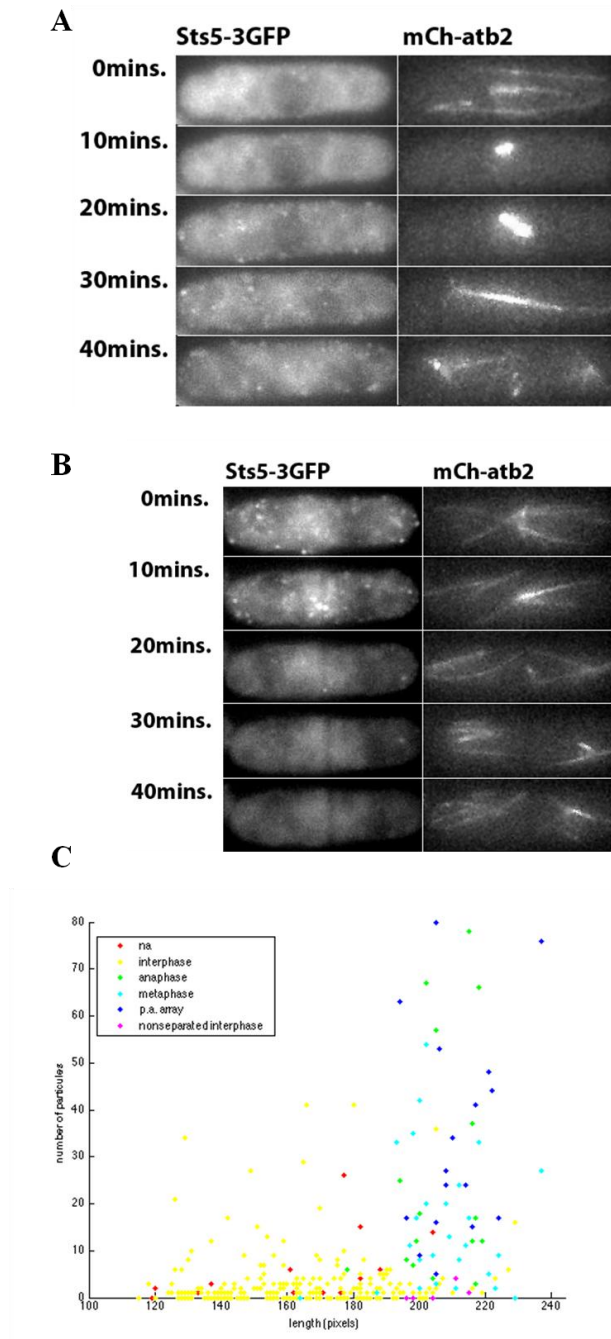 A
Sts5-3GFP mCh-atb2
0mins.
10mins.
20mins.
30mins.
40mins.
B
Sts5-3GFP mCh-atb2
0mins.
10mins.
20mins.
30mins.
40mins.
C
80
70
60
50
40
30
20
10
0
number of particules
na
interphase
anaphase
metaphase
p.a. array
nonseparated interphase
100 120 140 160 180 200 220 240
length (pixels)